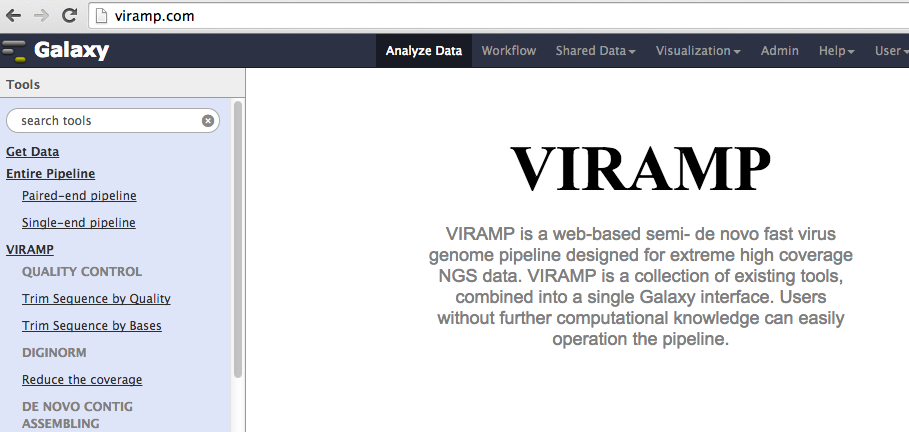 viramp.com
Galaxy
Analyze Data Workflow Shared Data Visualization Admin Help User
Tools
search tools
Get Data
Entire Pipeline
Paired-end pipeline
Single-end pipeline
VIRAMP
QUALITY CONTROL
Trim Sequence by Quality
Trim Sequence by Bases
DIGINORM
Reduce the coverage
DE NOVO CONTIG
ASSEMBLING
VIRAMP
VIRAMP is a web-based semi- de novo fast virus
genome pipeline designed for extreme high coverage
NGS data. VIRAMP is a collection of existing tools,
combined into a single Galaxy interface. Users
without further computational knowledge can easily
operation the pipeline.